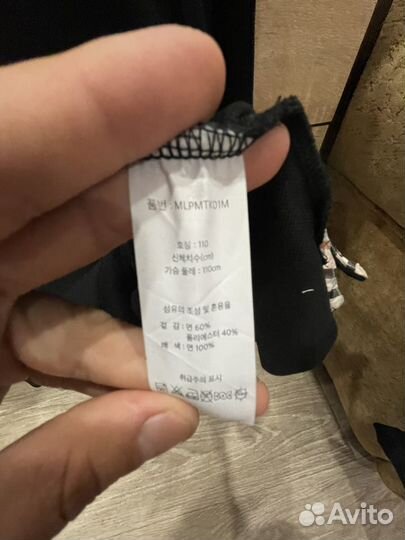 품번 : MLPMTK01M
호칭 : 110
신체치수(cm)
가슴 둘레 : 110cm
섬유의 조성 및 혼용율
겉 감 : 면 60%
폴리에스터 40%
배 색 : 면 100%
취급주의 표시
Avito